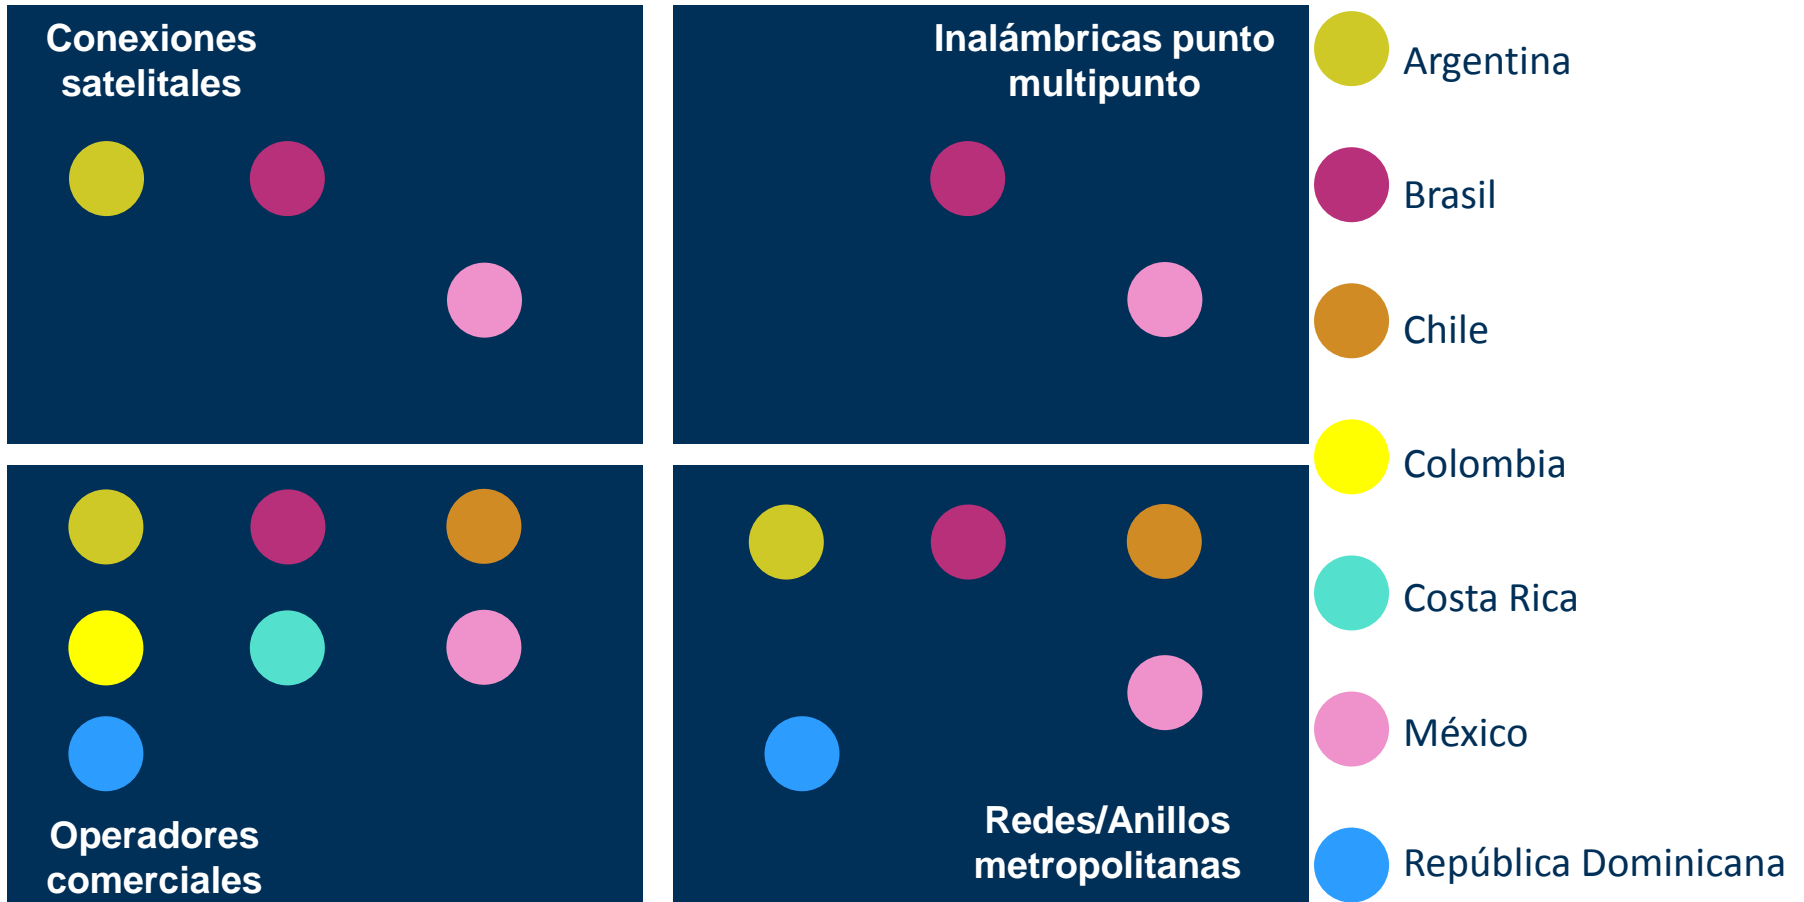 Conexiones
satelitales
Inalámbricas punto
multipunto
Operadores
comerciales
Redes/Anillos
metropolitanas
Argentina
Brasil
Chile
Colombia
Costa Rica
México
República Dominicana